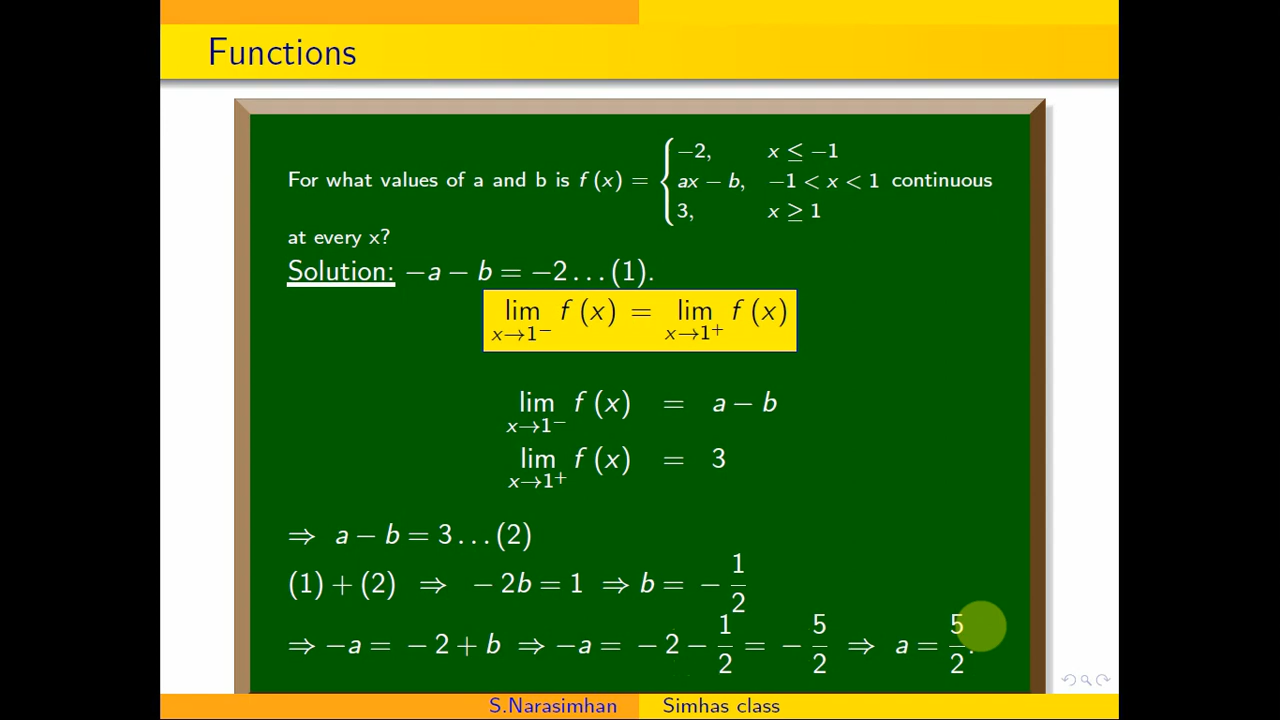 Functions
For what values of a and b is f (x) = { −2, x ≤ −1
ax − b, −1 < x < 1 continuous
3, x ≥ 1
at every x?
Solution: −a − b = −2 . . . (1).
lim x→1− f (x) = lim x→1+ f (x)
lim x→1− f (x) = a − b
lim x→1+ f (x) = 3
⇒ a − b = 3 . . . (2)
(1) + (2) ⇒ − 2b = 1 ⇒ b = − 1/2
⇒ −a = − 2 + b ⇒ −a = − 2 − 1/2 = − 5/2 ⇒ a = 5/2.
S.Narasimhan Simhas class